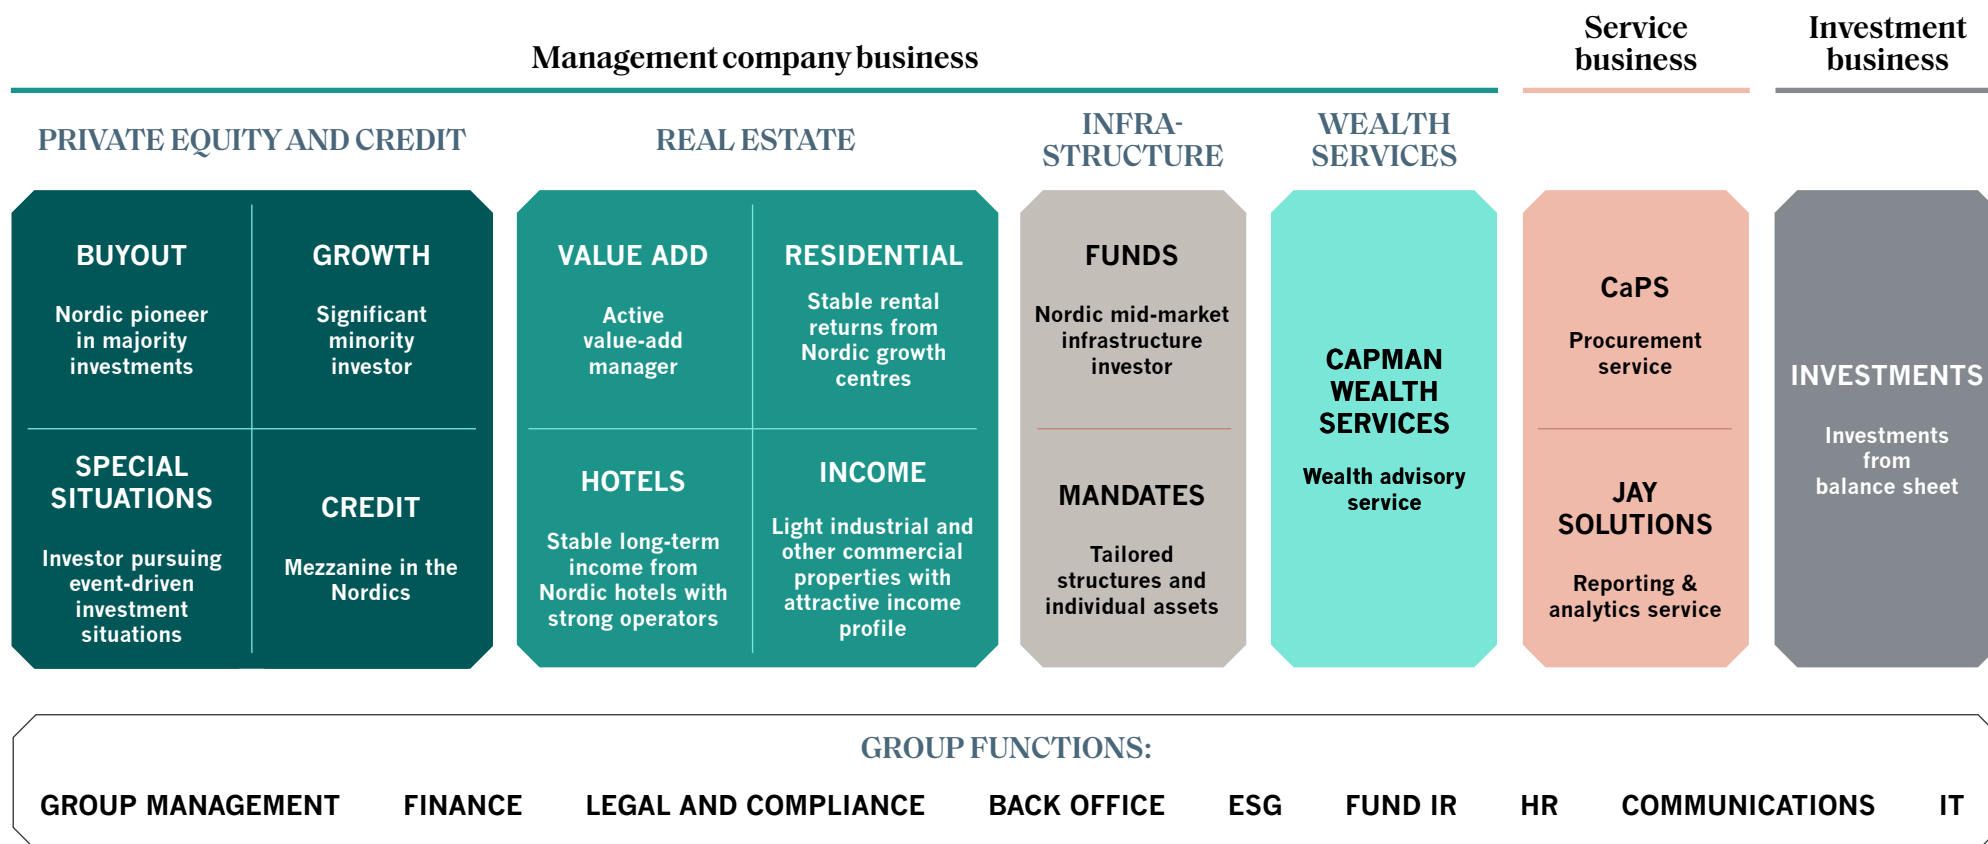 Management company business
Service
business
Investment
business
PRIVATE EQUITY AND CREDIT
REAL ESTATE
INFRA-
STRUCTURE
WEALTH
SERVICES
BUYOUT
Nordic pioneer
in majority
investments
GROWTH
Significant
minority
investor
SPECIAL
SITUATIONS
Investor pursuing
event-driven
investment
situations
CREDIT
Mezzanine in the
Nordics
VALUE ADD
Active
value-add
manager
RESIDENTIAL
Stable rental
returns from
Nordic growth
centres
HOTELS
Stable long-term
income from
Nordic hotels with
strong operators
INCOME
Light industrial and
other commercial
properties with
attractive income
profile
FUNDS
Nordic mid-market
infrastructure
investor
MANDATES
Tailored
structures and
individual assets
CAPMAN
WEALTH
SERVICES
Wealth advisory
service
CaPS
Procurement
service
JAY
SOLUTIONS
Reporting &
analytics service
INVESTMENTS
Investments
from
balance sheet
GROUP FUNCTIONS:
GROUP MANAGEMENT FINANCE LEGAL AND COMPLIANCE BACK OFFICE ESG FUND IR HR COMMUNICATIONS IT